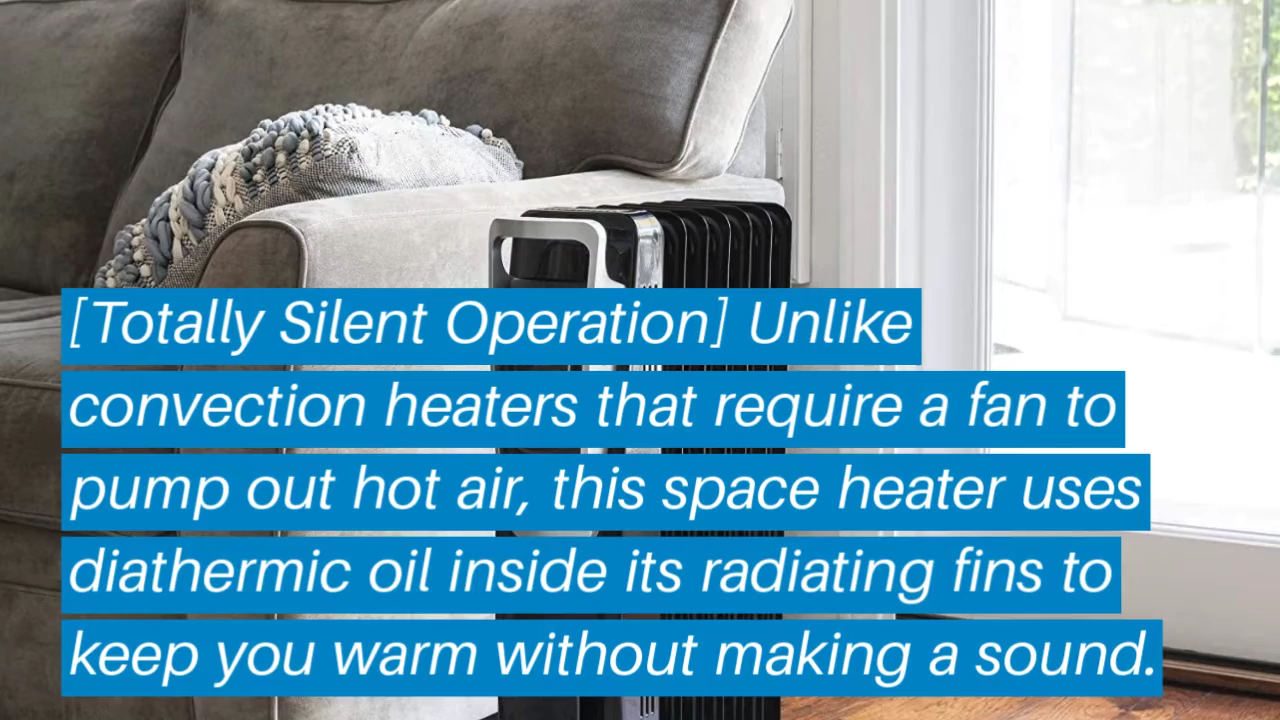 [Totally Silent Operation] Unlike
convection heaters that require a fan to
pump out hot air, this space heater uses
diathermic oil inside its radiating fins to
keep you warm without making a sound.